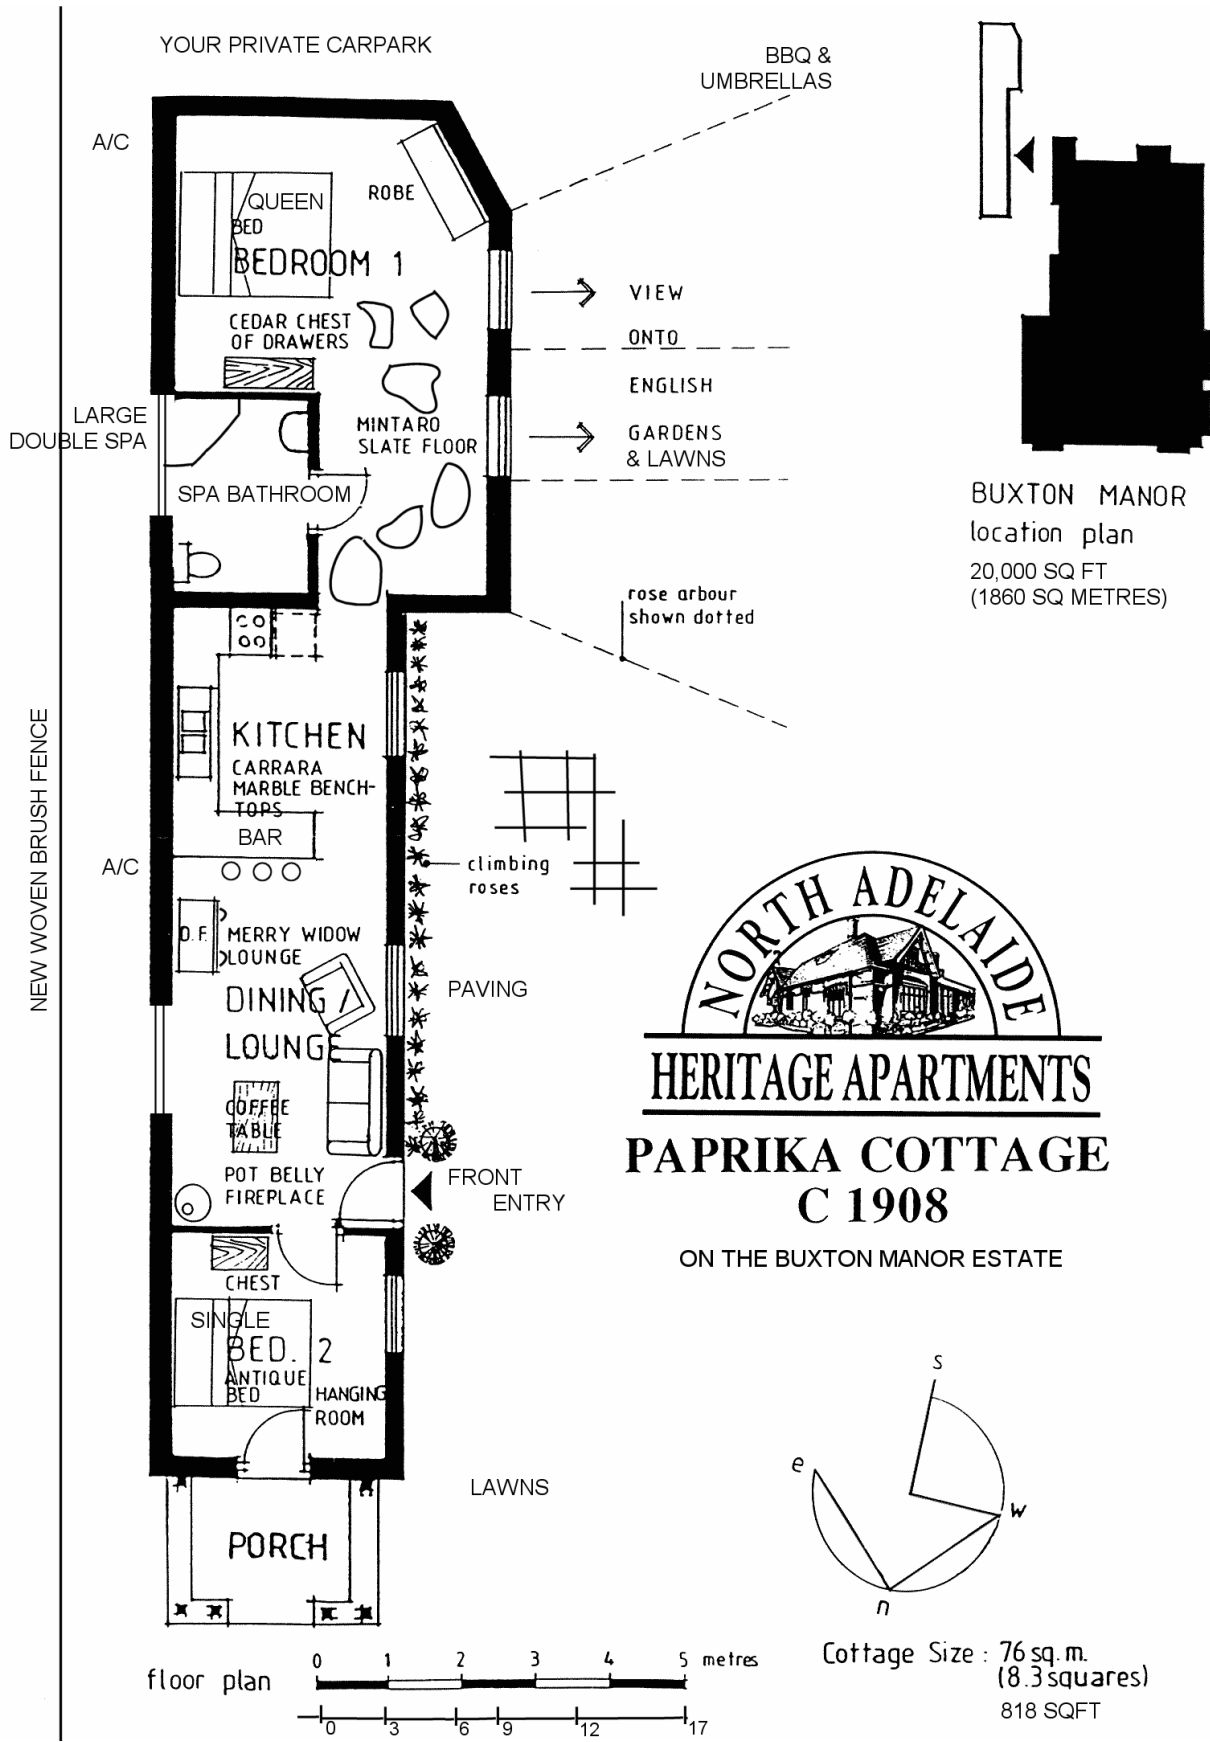 YOUR PRIVATE CARPARK
BBQ &
UMBRELLAS
A/C
ROBE
QUEEN
BED
BEDROOM 1
CEDAR CHEST
OF DRAWERS
VIEW
ONTO
ENGLISH
GARDENS
& LAWNS
MINTARO
SLATE FLOOR
LARGE
DOUBLE SPA
SPA BATHROOM
BUXTON MANOR
location plan
20,000 SQ FT
(1860 SQ METRES)
rose arbour
shown dotted
NEW WOVEN BRUSH FENCE
KITCHEN
CARRARA
MARBLE BENCH-
TOPS
BAR
A/C
climbing
roses
O.F.
MERRY WIDOW
LOUNGE
DINING /
LOUNGE
PAVING
COFFEE
TABLE
POT BELLY
FIREPLACE
FRONT
ENTRY
NORTH ADELAIDE
HERITAGE APARTMENTS
PAPRIKA COTTAGE
C 1908
ON THE BUXTON MANOR ESTATE
CHEST
SINGLE
BED. 2
ANTIQUE
BED
HANGING
ROOM
LAWNS
PORCH
s
e
w
n
floor plan
0 1 2 3 4 5 metres
0 3 6 9 12 17
Cottage Size : 76 sq. m.
(8.3 squares)
818 SQFT